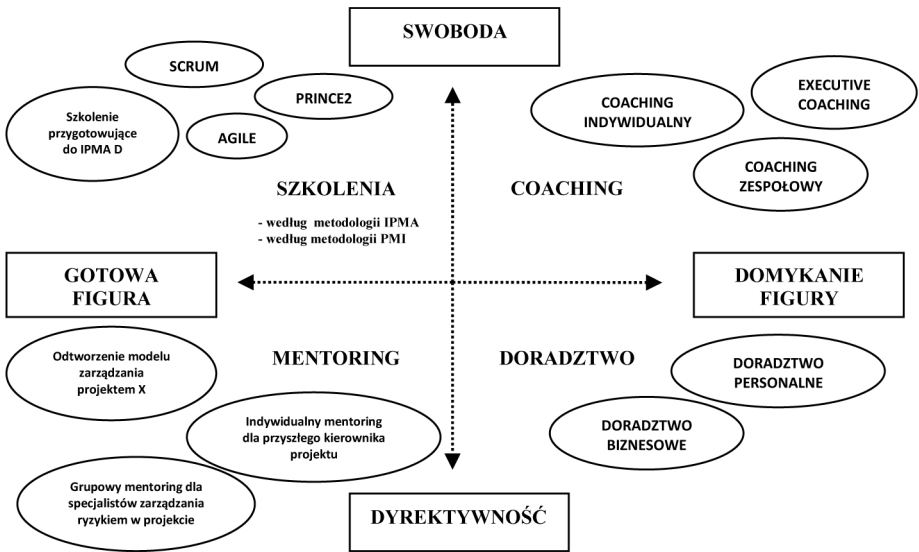 SWOBODA
SCRUM
PRINCE2
AGILE
Szkolenie
przygotowujące
do IPMA D
COACHING
INDYWIDUALNY
EXECUTIVE
COACHING
COACHING
ZESPOŁOWY
SZKOLENIA
- według metodologii IPMA
- według metodologii PMI
COACHING
GOTOWA
FIGURA
DOMYKANIE
FIGURY
MENTORING
Odtworzenie modelu
zarządzania
projektem X
Indywidualny mentoring
dla przyszłego kierownika
projektu
Grupowy mentoring dla
specjalistów zarządzania
ryzykiem w projekcie
DORADZTWO
DORADZTWO
PERSONALNE
DORADZTWO
BIZNESOWE
DYREKTYWNOŚĆ